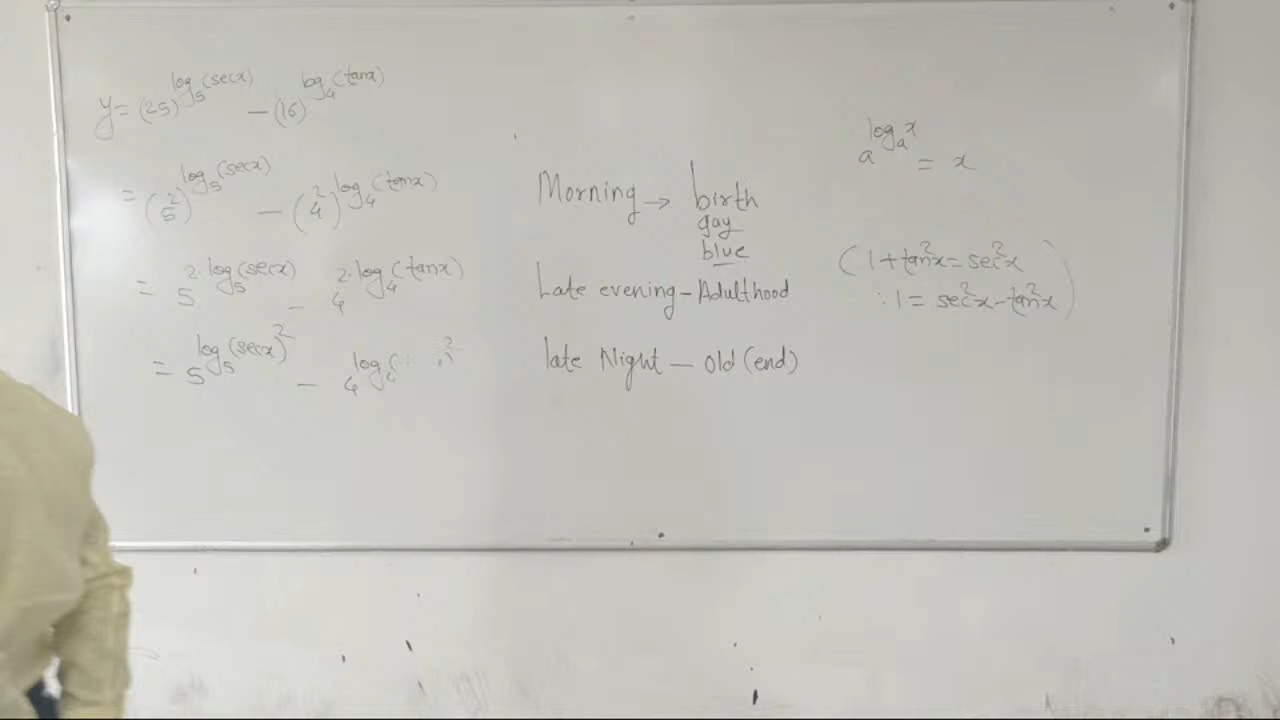 y = (25)^log_5(secx) - (16)^log_4(tanx)
= (5^2)^log_5(secx) - (4^2)^log_4(tanx)
= 5^2·log_5(secx) - 4^2·log_4(tanx)
= 5^log_5(secx)^2 - 4^log_4( 2
Morning → birth
gay
blue
Late evening - Adulthood
late Night — old (end)
a^log_a x = x
(1 + tan^2x = sec^2x
∴ 1 = sec^2x - tan^2x)